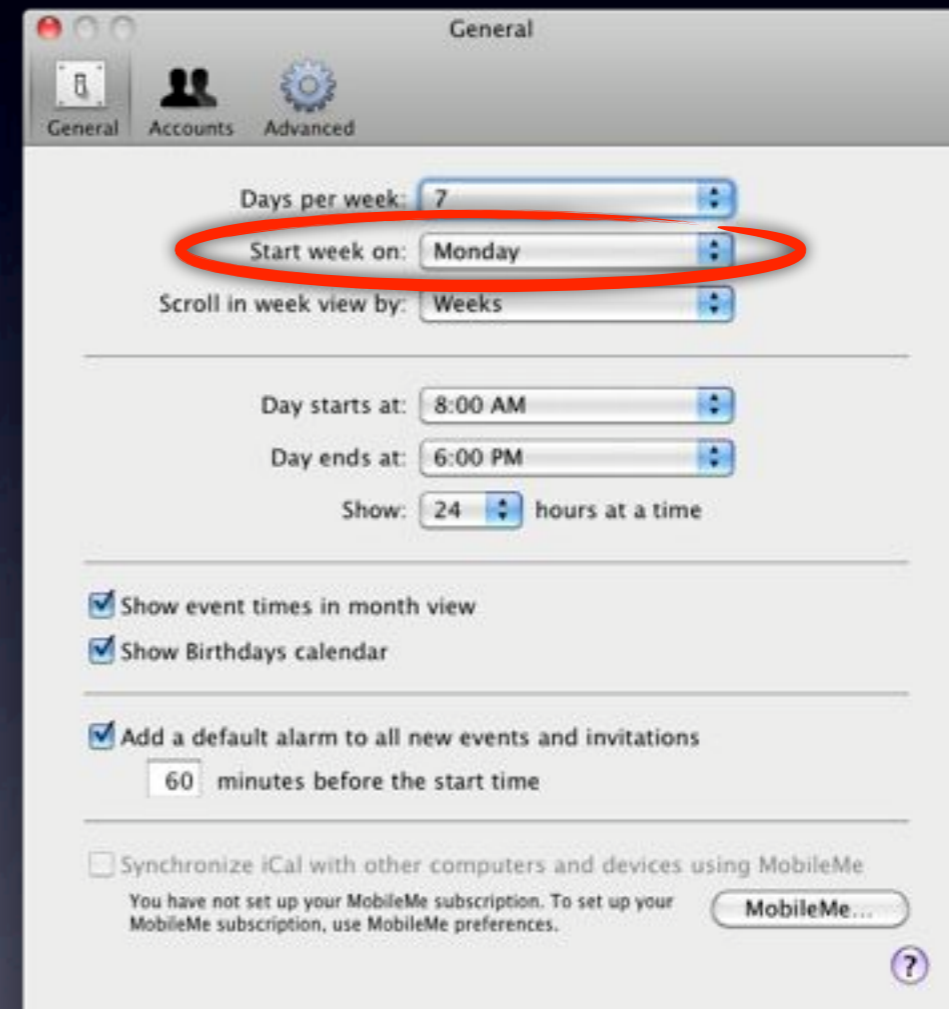 General
General Accounts Advanced
Days per week: 7
Start week on: Monday
Scroll in week view by: Weeks
Day starts at: 8:00 AM
Day ends at: 6:00 PM
Show: 24 hours at a time
Show event times in month view
Show Birthdays calendar
Add a default alarm to all new events and invitations
60 minutes before the start time
Synchronize iCal with other computers and devices using MobileMe
You have not set up your MobileMe subscription. To set up your
MobileMe subscription, use MobileMe preferences.
MobileMe...
?